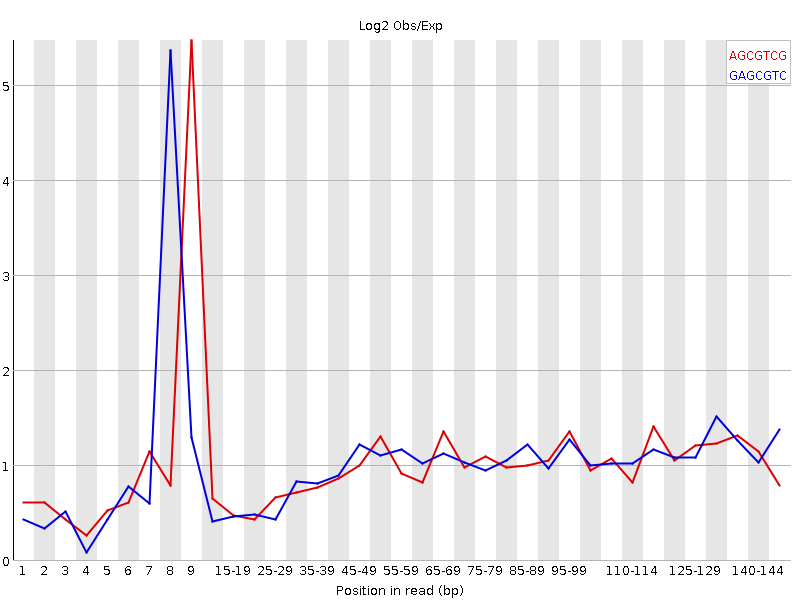 Log2 Obs/Exp
AGCGTCG
GAGCGTC
5
4
3
2
1
0
1 2 3 4 5 6 7 8 9 15-19 25-29 35-39 45-49 55-59 65-69 75-79 85-89 95-99 110-114 125-129 140-144
Position in read (bp)